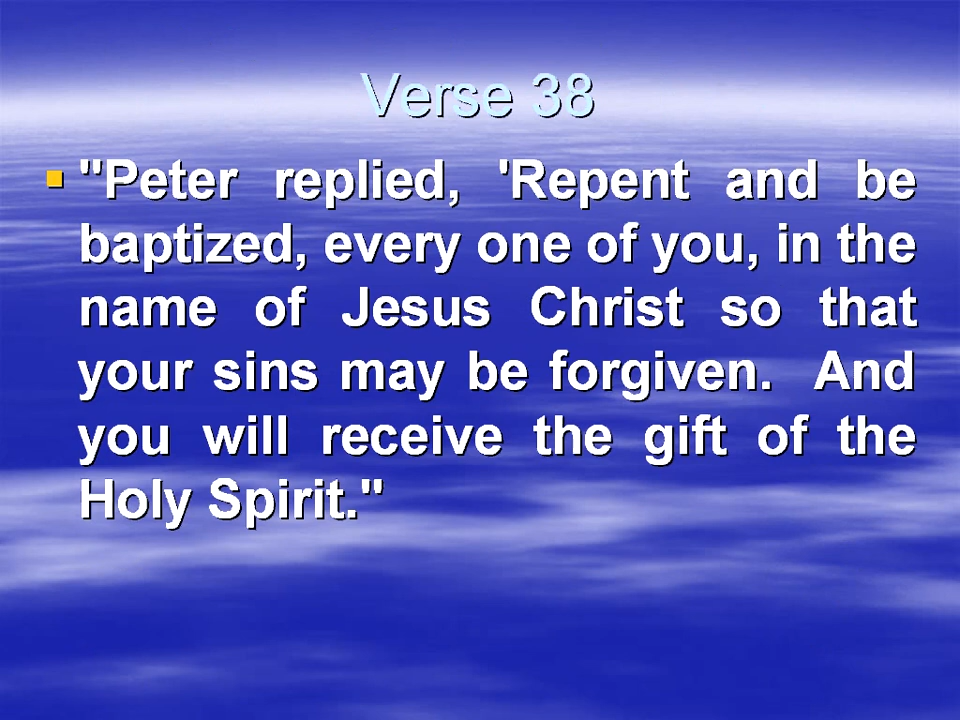 Verse 38
"Peter replied, 'Repent and be
baptized, every one of you, in the
name of Jesus Christ so that
your sins may be forgiven.  And
you will receive the gift of the
Holy Spirit."